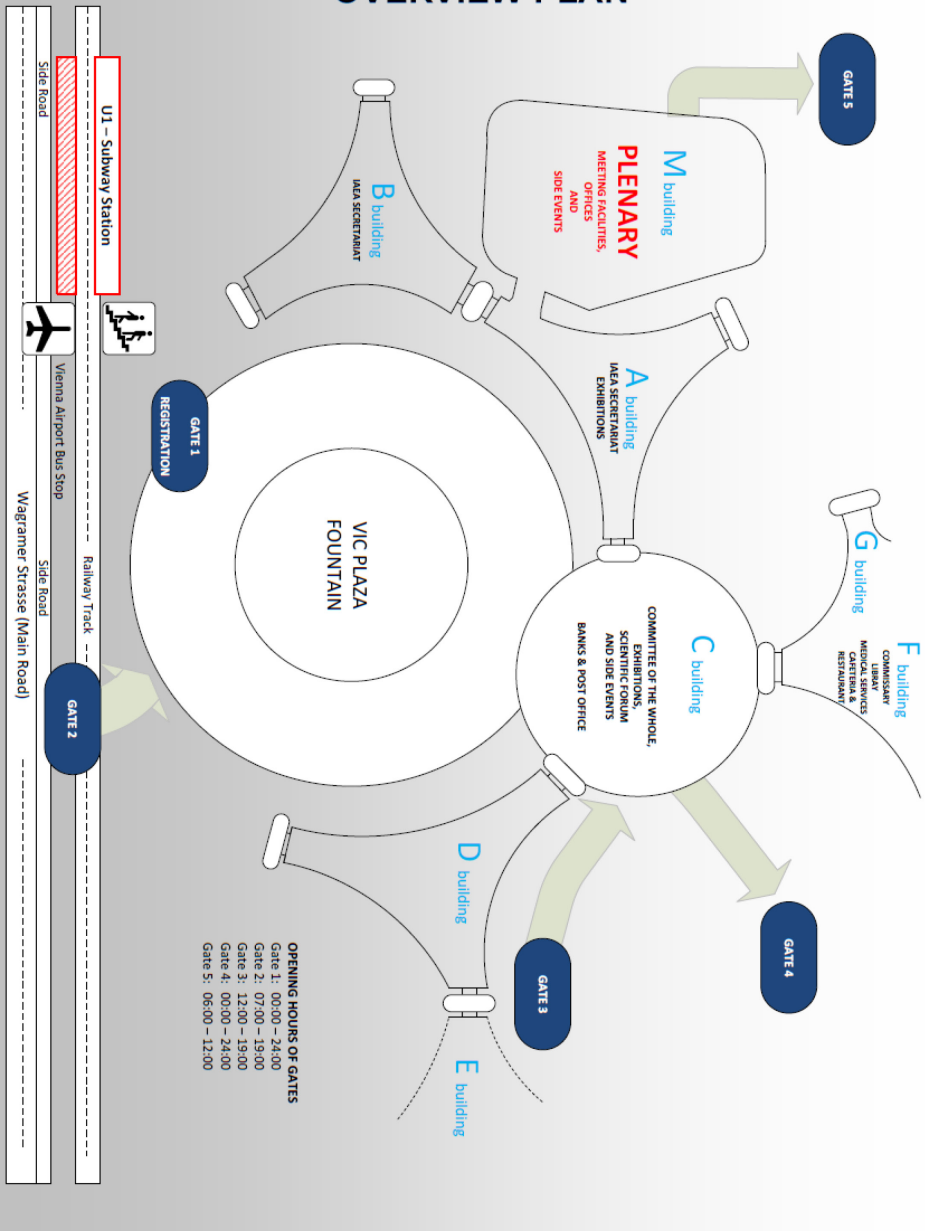 OVERVIEW PLAN
GATE 5
M building
PLENARY
MEETING FACILITIES,
OFFICES
AND
SIDE EVENTS
B building
IAEA SECRETARIAT
A building
IAEA SECRETARIAT
EXHIBITIONS
G building
F building
COMMISSARY
LIBRAY
MEDICAL SERVICES
CAFETERIA &
RESTAURANT
C building
COMMITTEE OF THE WHOLE,
EXHIBITIONS,
SCIENTIFIC FORUM
AND SIDE EVENTS
BANKS & POST OFFICE
VIC PLAZA
FOUNTAIN
GATE 1
REGISTRATION
GATE 4
GATE 3
D building
E building
GATE 2
OPENING HOURS OF GATES
Gate 1: 00:00 – 24:00
Gate 2: 07:00 – 19:00
Gate 3: 12:00 – 19:00
Gate 4: 00:00 – 24:00
Gate 5: 06:00 – 12:00
U1 – Subway Station
Railway Track
Vienna Airport Bus Stop
Side Road
Side Road
Wagramer Strasse (Main Road)